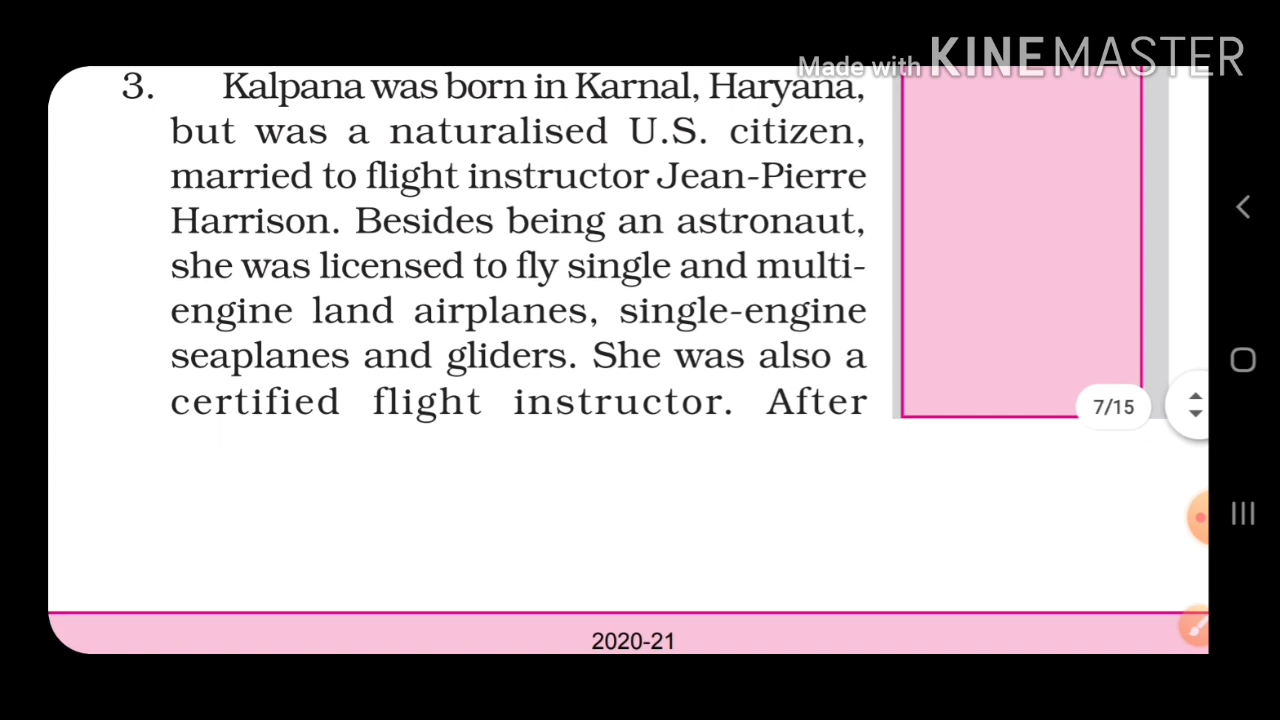 Made with KINEMASTER
3. Kalpana was born in Karnal, Haryana,
but was a naturalised U.S. citizen,
married to flight instructor Jean-Pierre
Harrison. Besides being an astronaut,
she was licensed to fly single and multi-
engine land airplanes, single-engine
seaplanes and gliders. She was also a
certified flight instructor. After
7/15
2020-21